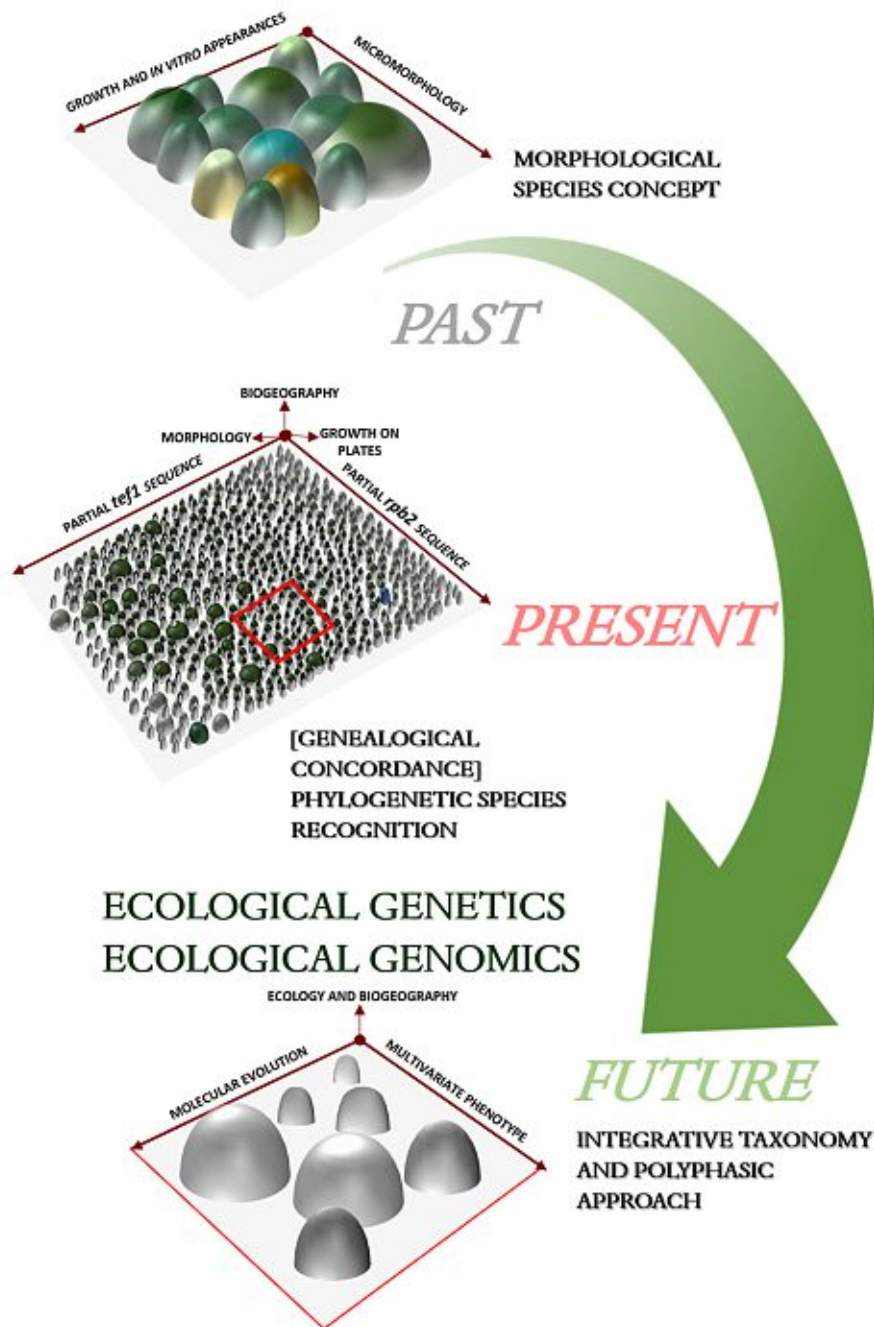 GROWTH AND IN VITRO APPEARANCES
MICROMORPHOLOGY
MORPHOLOGICAL
SPECIES CONCEPT
PAST
BIOGEOGRAPHY
MORPHOLOGY
GROWTH ON
PLATES
PARTIAL tef1 SEQUENCE
PARTIAL rpb2 SEQUENCE
PRESENT
[GENEALOGICAL
CONCORDANCE]
PHYLOGENETIC SPECIES
RECOGNITION
ECOLOGICAL GENETICS
ECOLOGICAL GENOMICS
ECOLOGY AND BIOGEOGRAPHY
MOLECULAR EVOLUTION
MULTIVARIATE PHENOTYPE
FUTURE
INTEGRATIVE TAXONOMY
AND POLYPHASIC
APPROACH